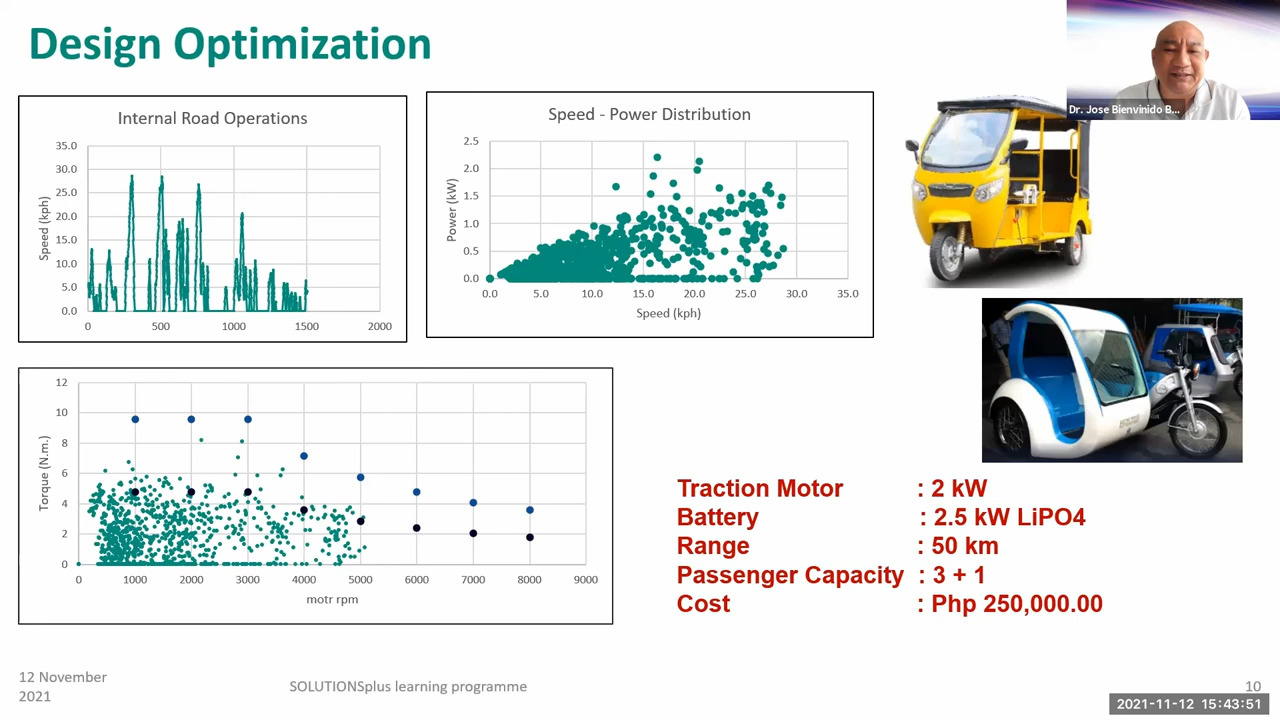 Design Optimization
Dr. Jose Bienvinido B...
Internal Road Operations
Speed (kph)
35.0
30.0
25.0
20.0
15.0
10.0
5.0
0.0
0 500 1000 1500 2000
Speed - Power Distribution
Power (kW)
2.5
2.0
1.5
1.0
0.5
0.0
0.0 5.0 10.0 15.0 20.0 25.0 30.0 35.0
Speed (kph)
Torque (N.m.)
12
10
8
6
4
2
0
0 1000 2000 3000 4000 5000 6000 7000 8000 9000
motr rpm
Traction Motor : 2 kW
Battery : 2.5 kW LiPO4
Range : 50 km
Passenger Capacity : 3 + 1
Cost : Php 250,000.00
12 November
2021
SOLUTIONSplus learning programme
10
2021-11-12 15:43:51